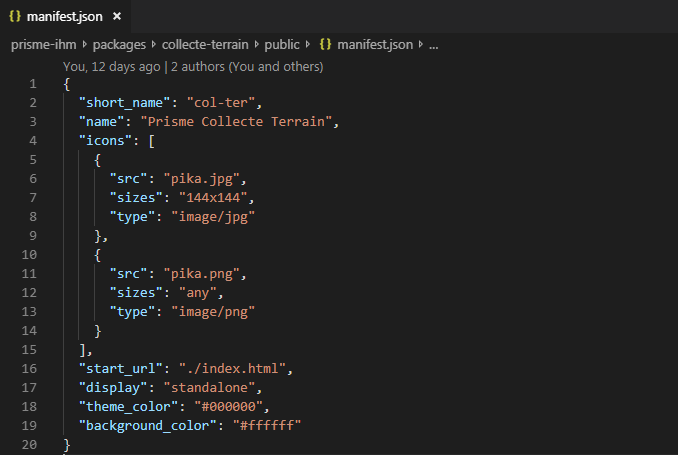 {} manifest.json ×
prisme-ihm > packages > collecte-terrain > public > {} manifest.json > ...
You, 12 days ago | 2 authors (You and others)
1 {
2 "short_name": "col-ter",
3 "name": "Prisme Collecte Terrain",
4 "icons": [
5 {
6 "src": "pika.jpg",
7 "sizes": "144x144",
8 "type": "image/jpg"
9 },
10 {
11 "src": "pika.png",
12 "sizes": "any",
13 "type": "image/png"
14 }
15 ],
16 "start_url": "./index.html",
17 "display": "standalone",
18 "theme_color": "#000000",
19 "background_color": "#ffffff"
20 }